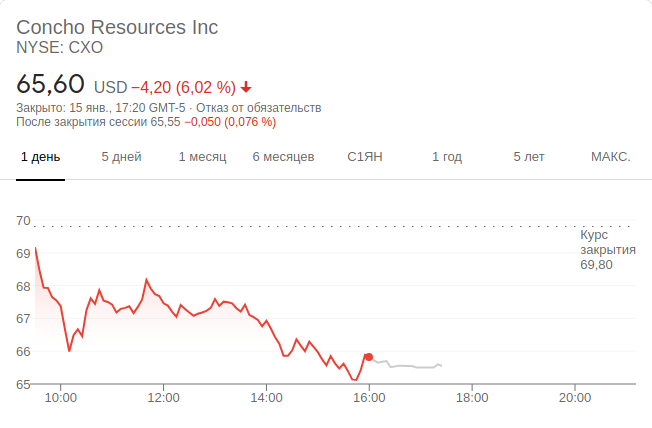 Concho Resources Inc
NYSE: CXO
65,60 USD −4,20 (6,02 %)
Закрыто: 15 янв., 17:20 GMT-5 · Отказ от обязательств
После закрытия сессии 65,55 −0,050 (0,076 %)
1 день 5 дней 1 месяц 6 месяцев С1ЯН 1 год 5 лет МАКС.
70
Курс
закрытия
69,80
69
68
67
66
65
10:00 12:00 14:00 16:00 18:00 20:00